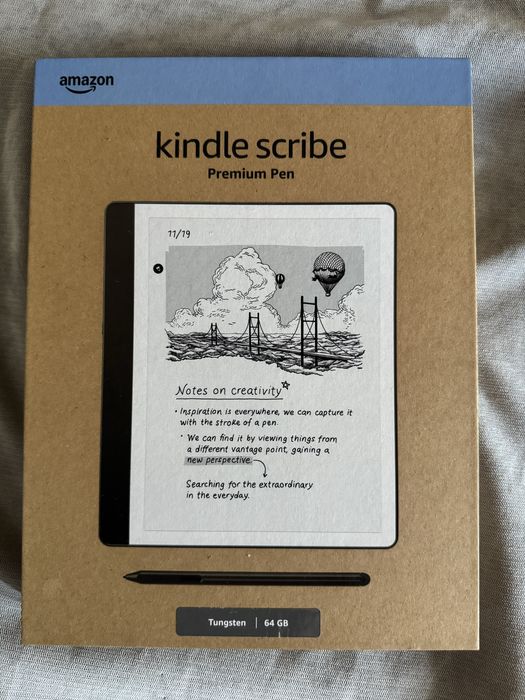 amazon
kindle scribe
Premium Pen
11/19
Notes on creativity
• Inspiration is everywhere, we can capture it
with the stroke of a pen.
• We can find it by viewing things from
a different vantage point, gaining a
new perspective.
Searching for the extraordinary
in the everyday.
Tungsten | 64 GB